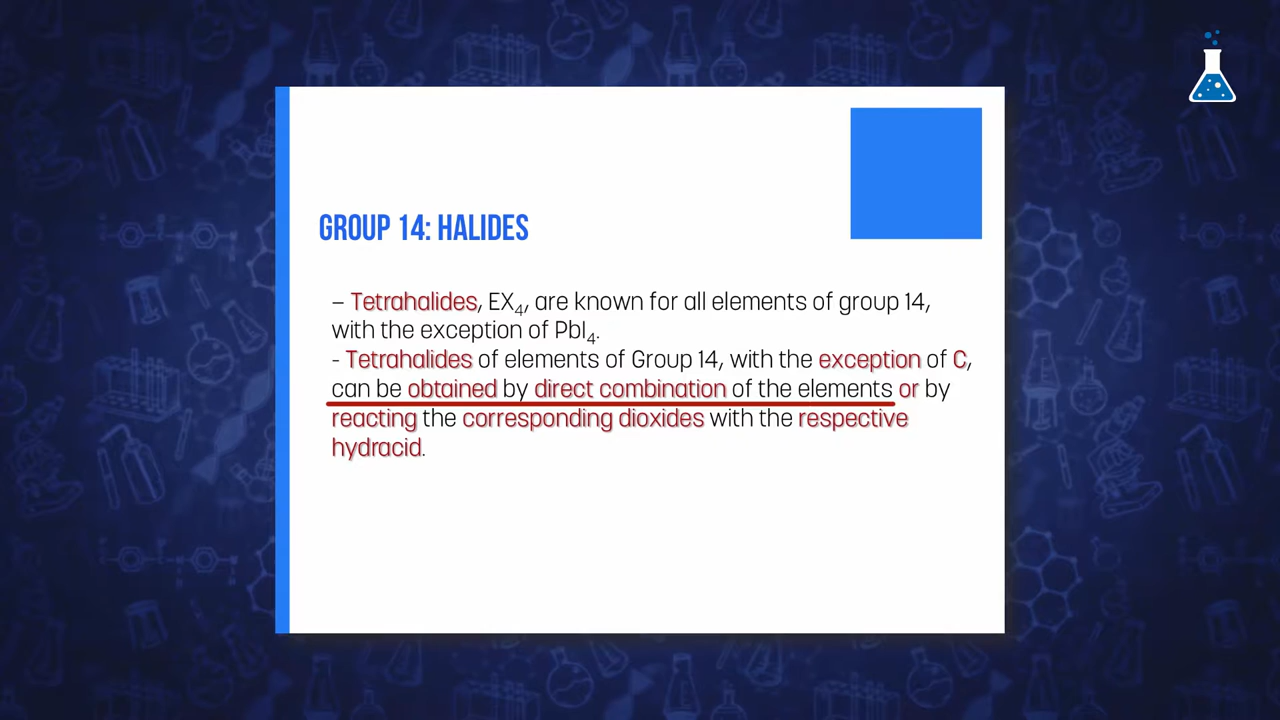 GROUP 14: HALIDES
– Tetrahalides, EX₄, are known for all elements of group 14,
with the exception of PbI₄.
- Tetrahalides of elements of Group 14, with the exception of C,
can be obtained by direct combination of the elements or by
reacting the corresponding dioxides with the respective
hydracid.